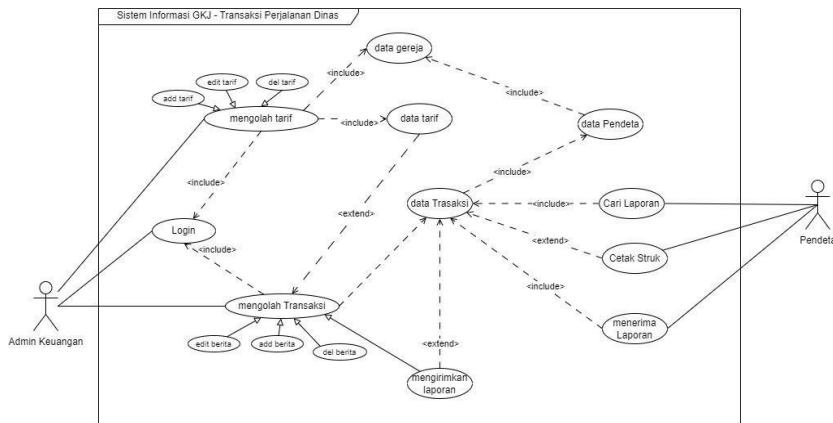 Sistem Informasi GKJ - Transaksi Perjalanan Dinas
data gereja
<include>
<include>
edit tarif
del tarif
add tarif
mengolah tarif
<include>
data tarif
data Pendeta
<include>
<include>
data Trasaksi
<include>
Cari Laporan
<extend>
Login
<include>
<extend>
Cetak Struk
Pendeta
<include>
mengolah Transaksi
menerima
Laporan
Admin Keuangan
edit berita
add berita
del berita
<extend>
mengirimkan
laporan